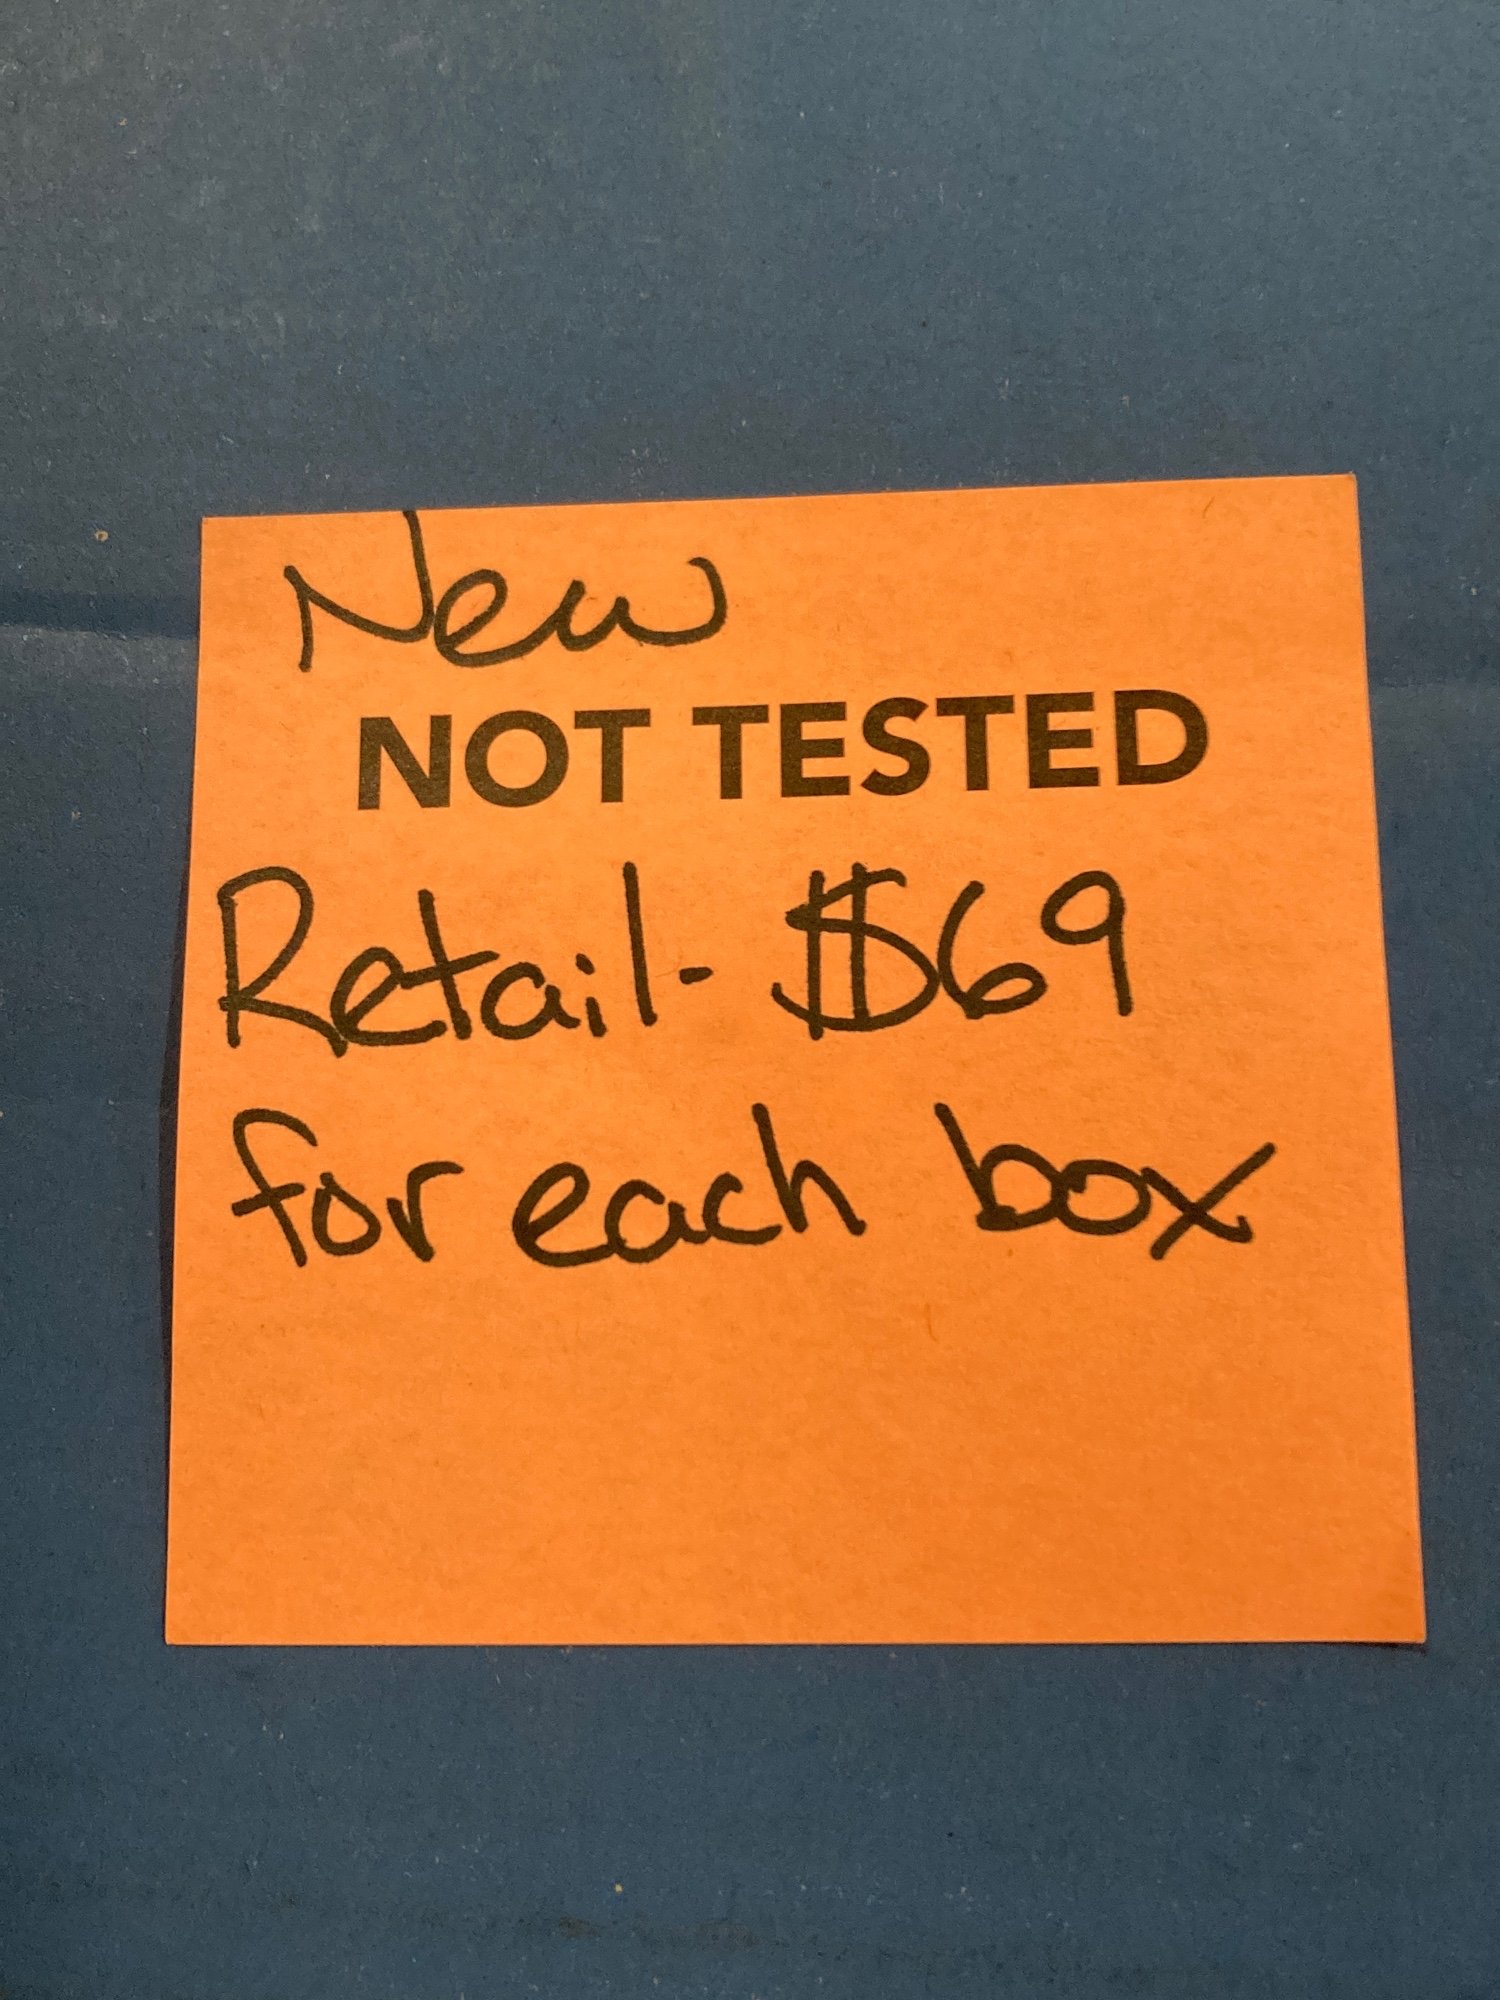 New
NOT TESTED
Retail- $69
for each box